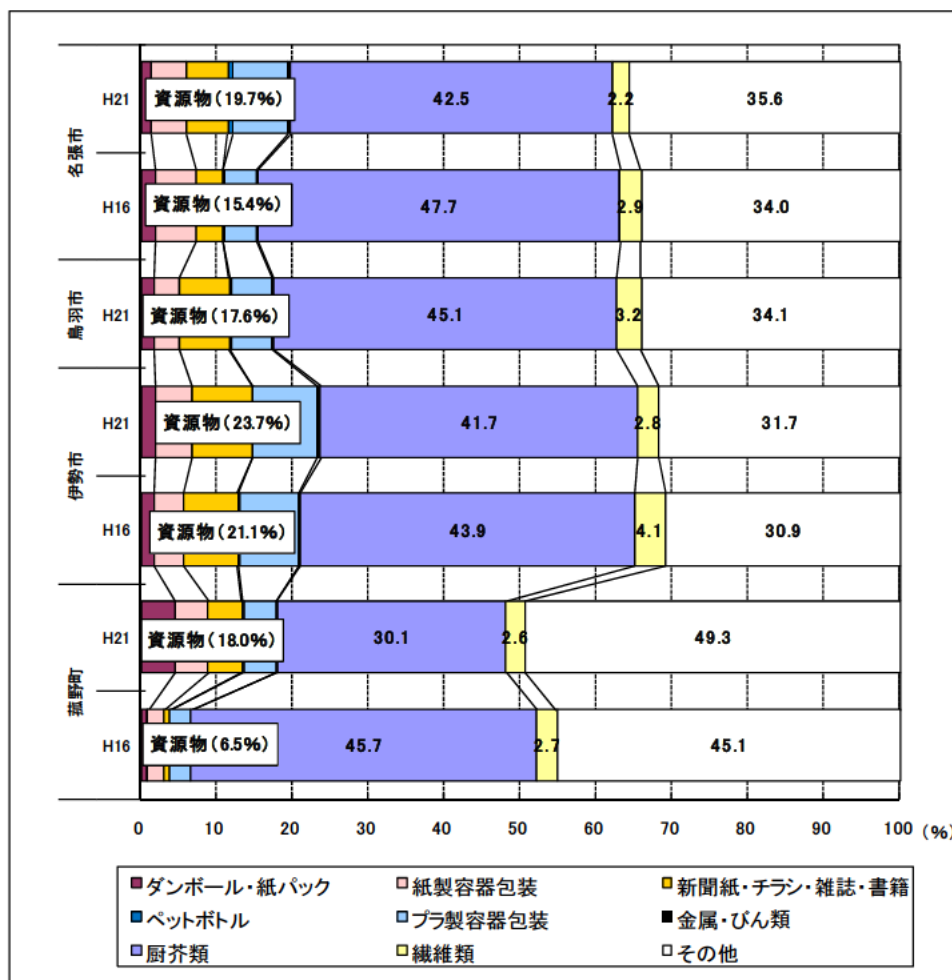 名張市
H21
資源物(19.7%)
42.5
2.2
35.6
H16
資源物(15.4%)
47.7
2.9
34.0
鳥羽市
H21
資源物(17.6%)
45.1
3.2
34.1
伊勢市
H21
資源物(23.7%)
41.7
2.8
31.7
H16
資源物(21.1%)
43.9
4.1
30.9
菰野町
H21
資源物(18.0%)
30.1
2.6
49.3
H16
資源物(6.5%)
45.7
2.7
45.1
0 10 20 30 40 50 60 70 80 90 100 (%)
ダンボール・紙パック 紙製容器包装 新聞紙・チラシ・雑誌・書籍
ペットボトル プラ製容器包装 金属・びん類
厨芥類 繊維類 その他